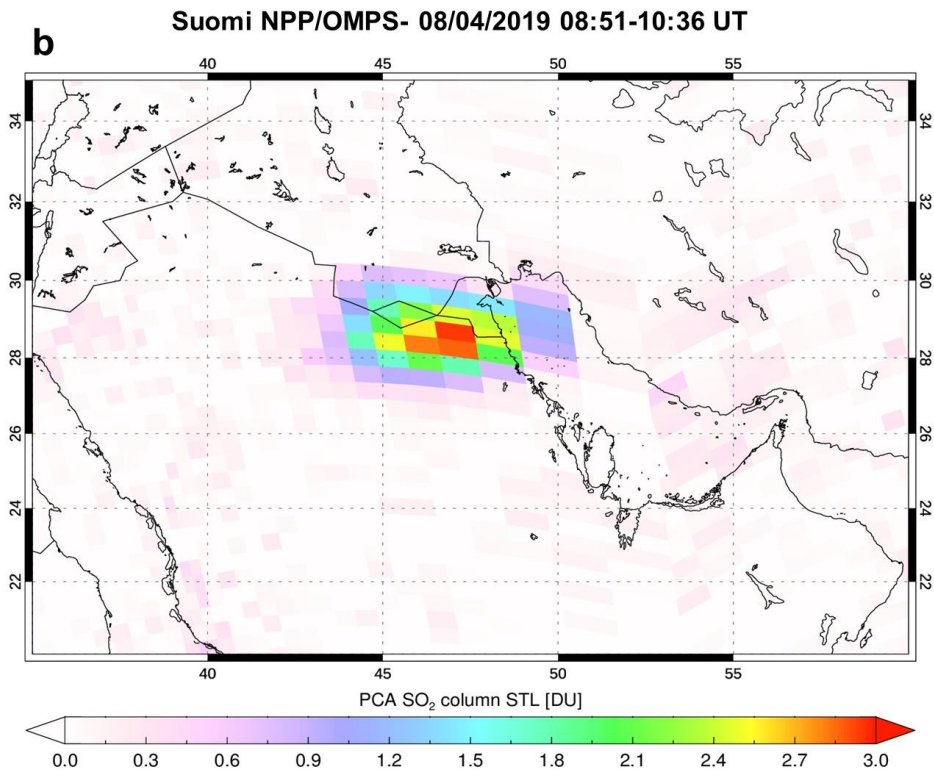 Suomi NPP/OMPS- 08/04/2019 08:51-10:36 UT
b
40 45 50 55
34 34
32 32
30 30
28 28
26 26
24 24
22 22
40 45 50 55
PCA SO₂ column STL [DU]
0.0 0.3 0.6 0.9 1.2 1.5 1.8 2.1 2.4 2.7 3.0